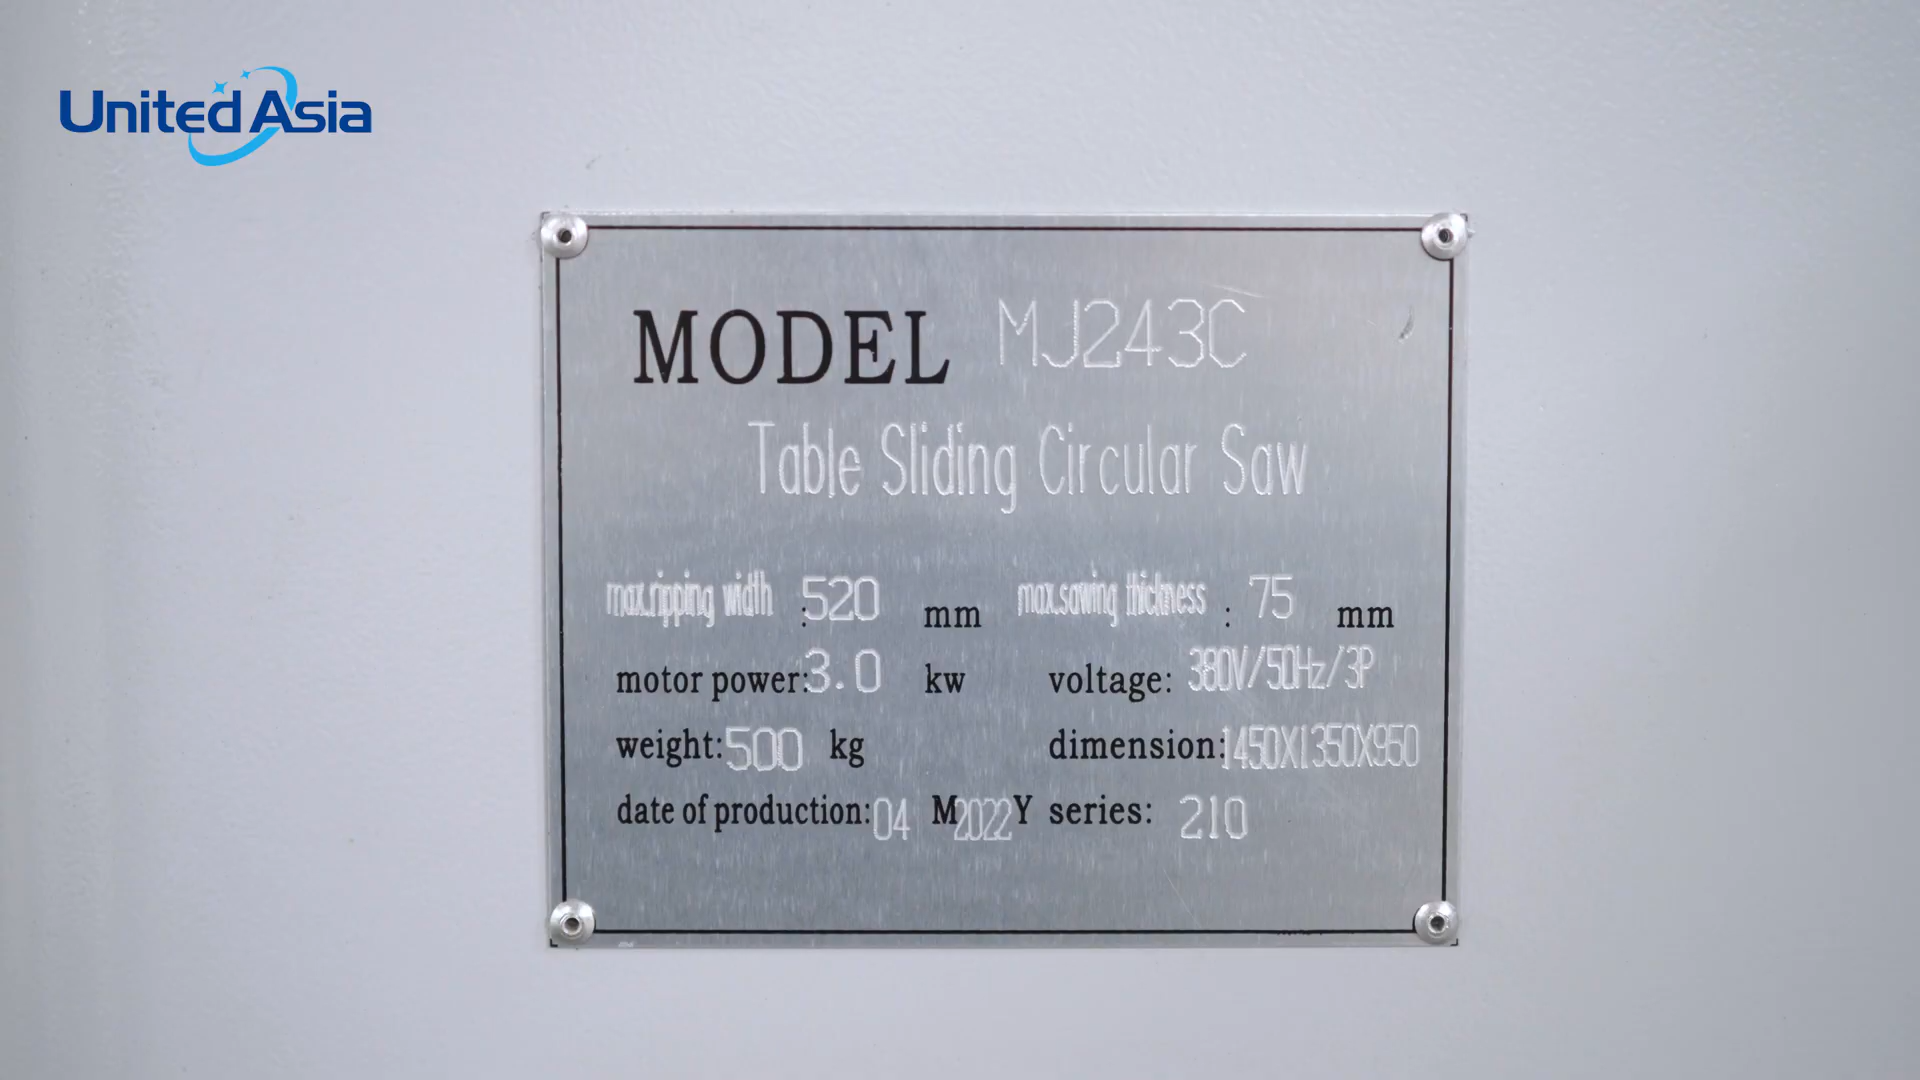 United Asia
MODEL MJ243C
Table Sliding Circular Saw
max.ripping width :520 mm max.sawing thickness : 75 mm
motor power:3.0 kw voltage: 380V/50Hz/3P
weight:500 kg dimension:1450X1350X950
date of production:04 M2022Y series: 210